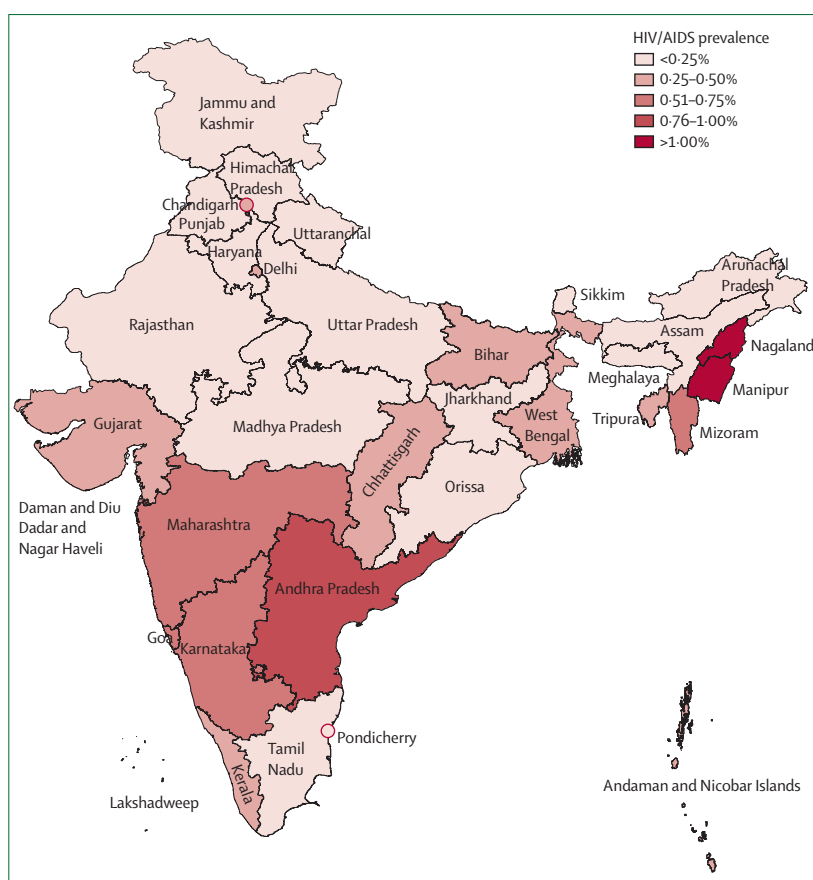 HIV/AIDS prevalence
<0·25%
0·25–0·50%
0·51–0·75%
0·76–1·00%
>1·00%
Jammu and
Kashmir
Himachal
Pradesh
Chandigarh
Punjab
Uttaranchal
Haryana
Delhi
Rajasthan
Uttar Pradesh
Sikkim
Arunachal
Pradesh
Assam
Nagaland
Bihar
Meghalaya
Manipur
Jharkhand
Gujarat
Madhya Pradesh
West
Bengal
Tripura
Mizoram
Chhattisgarh
Orissa
Daman and Diu
Dadar and
Nagar Haveli
Maharashtra
Andhra Pradesh
Goa
Karnataka
Pondicherry
Tamil
Nadu
Kerala
Lakshadweep
Andaman and Nicobar Islands